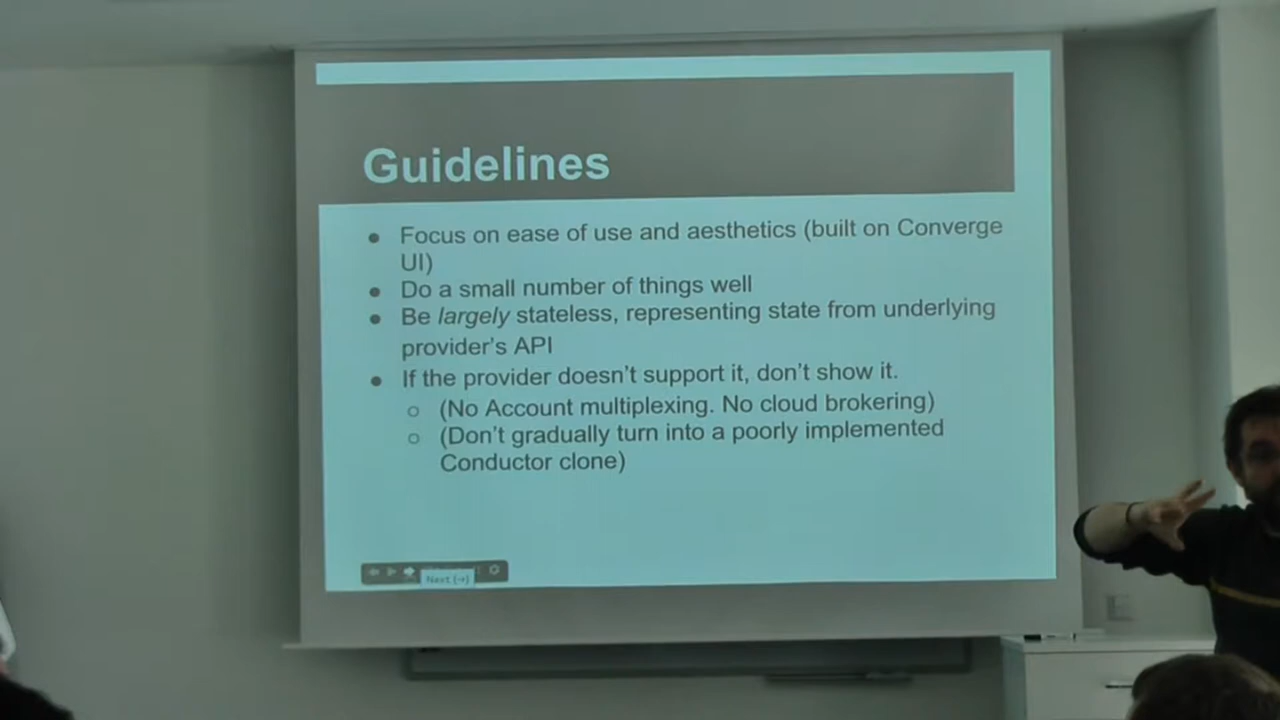 Guidelines
● Focus on ease of use and aesthetics (built on Converge
UI)
● Do a small number of things well
● Be largely stateless, representing state from underlying
provider's API
● If the provider doesn't support it, don't show it.
○ (No Account multiplexing. No cloud brokering)
○ (Don't gradually turn into a poorly implemented
Conductor clone)
Next (→)